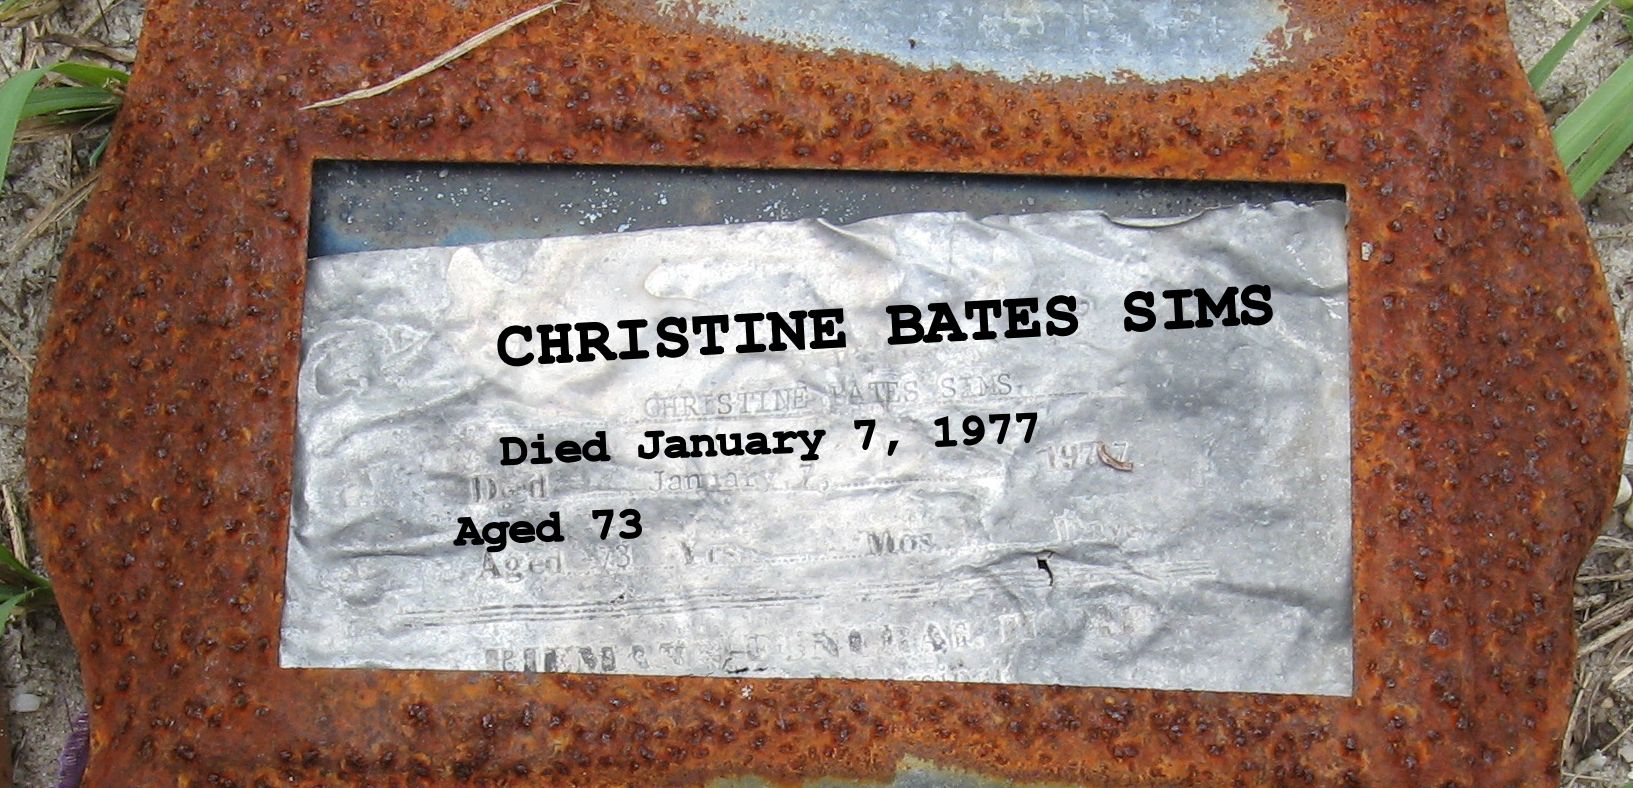 CHRISTINE BATES SIMS
CHRISTINE BATES SIMS
Died January 7, 1977
Died January 7, 1977
Aged 73
Aged 73 Yrs. Mos. Days